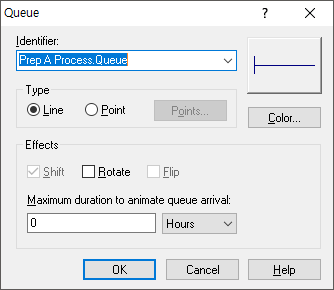 Queue
Identifier:
Prep A Process.Queue
Type
Line
Point
Points...
Color...
Effects
Shift
Rotate
Flip
Maximum duration to animate queue arrival:
0
Hours
OK
Cancel
Help